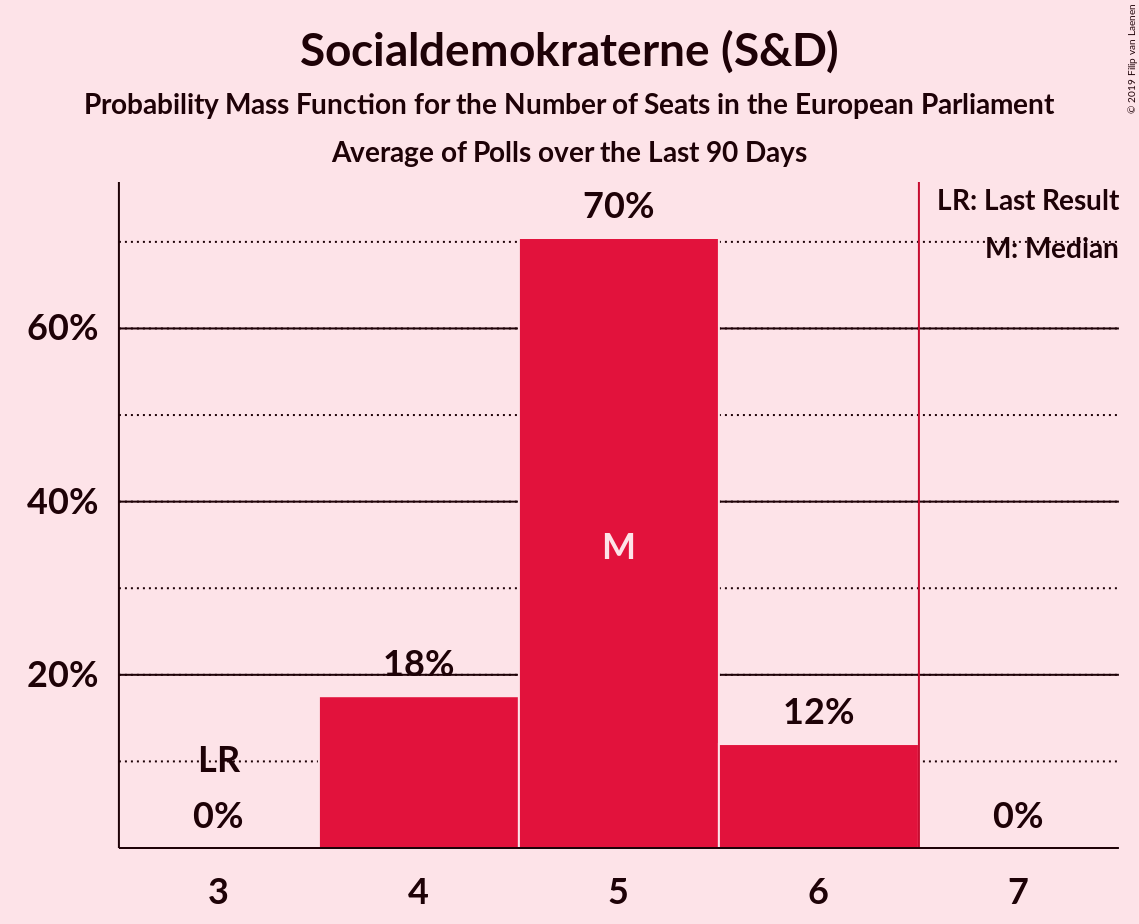 Socialdemokraterne (S&D)
Probability Mass Function for the Number of Seats in the European Parliament
Average of Polls over the Last 90 Days
© 2019 Filip van Laenen
LR: Last Result
M: Median
70%
60%
40%
20%
M
18%
12%
LR
0%
0%
3 4 5 6 7